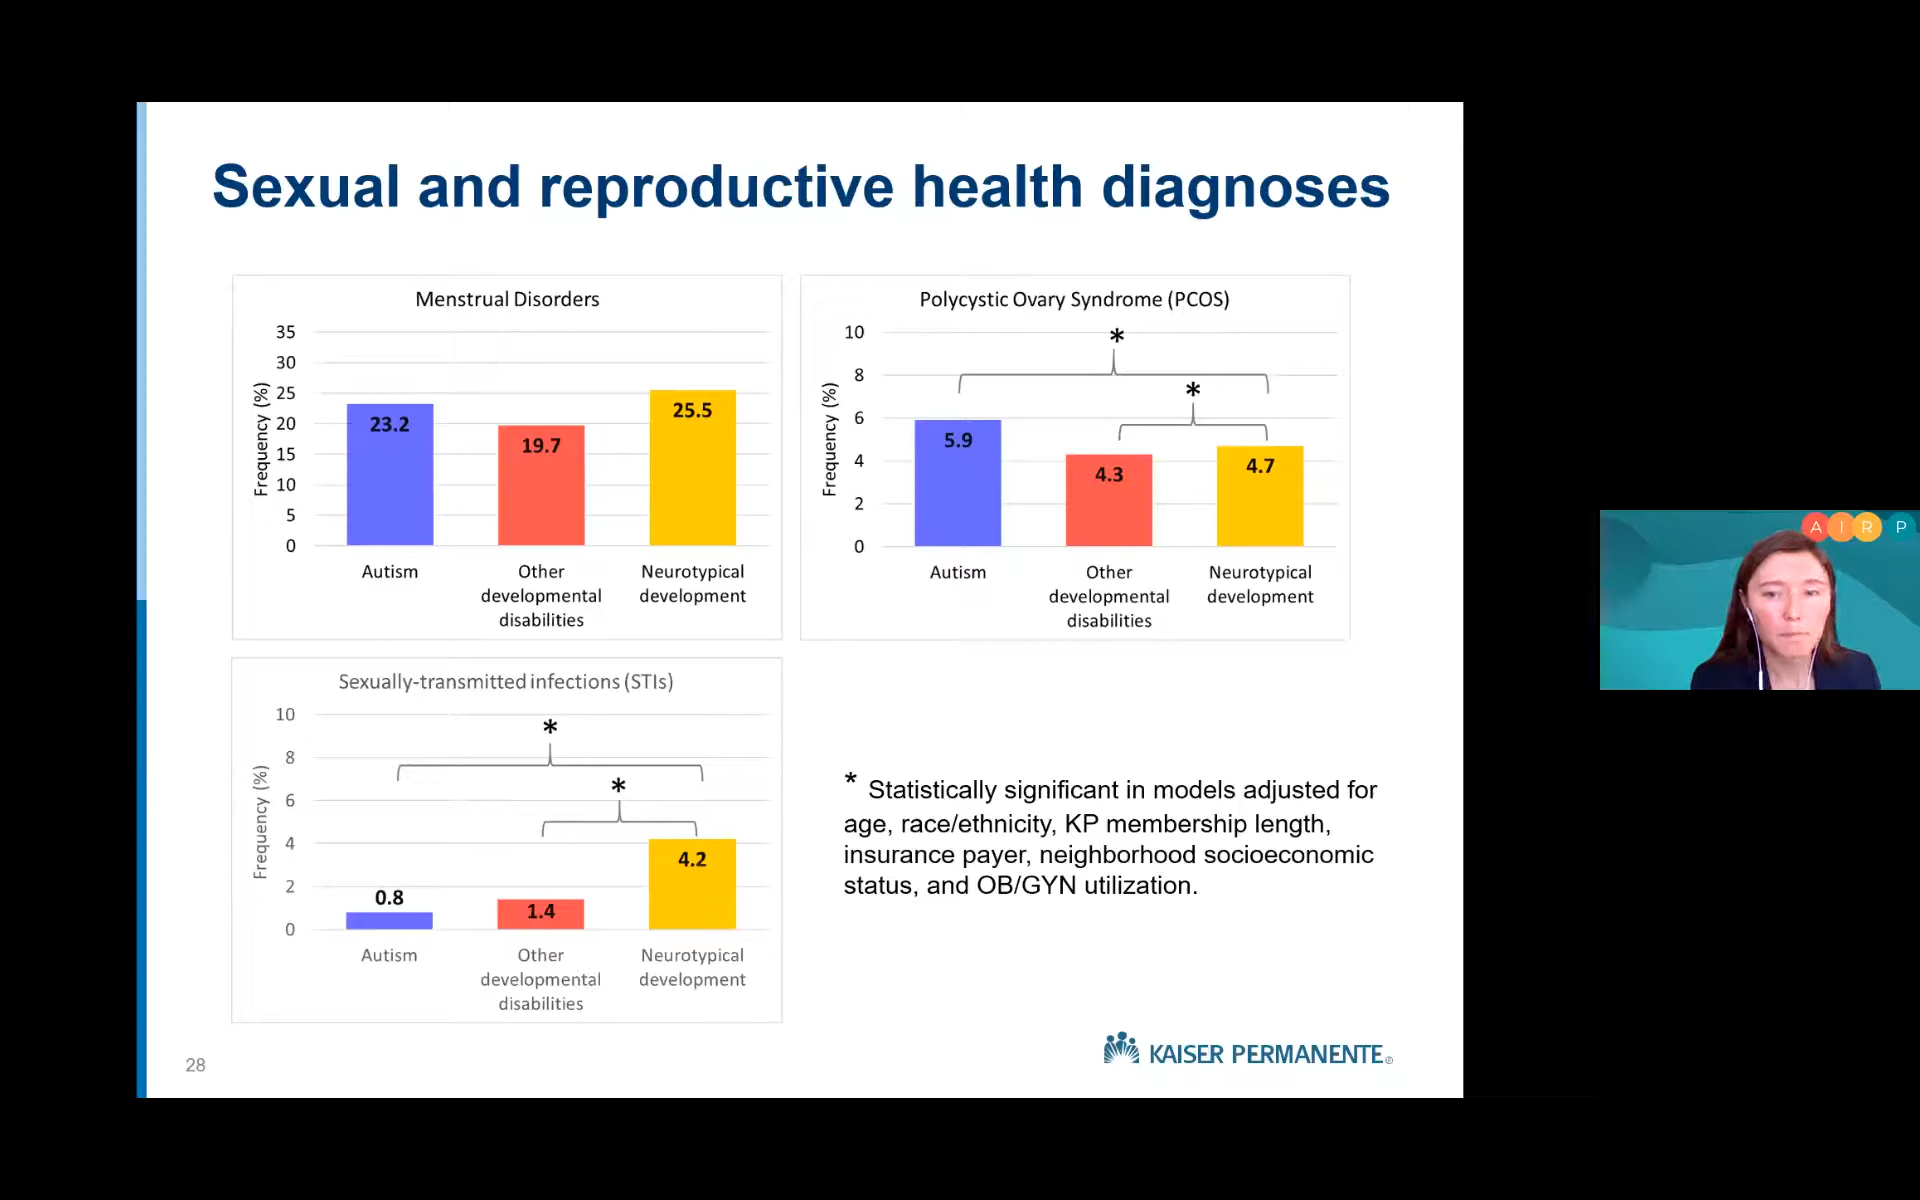 Sexual and reproductive health diagnoses
Menstrual Disorders
Frequency (%)
35
30
25
20
15
10
5
0
23.2
19.7
25.5
Autism
Other
developmental
disabilities
Neurotypical
development
Polycystic Ovary Syndrome (PCOS)
Frequency (%)
10
8
6
4
2
0
*
*
5.9
4.3
4.7
Autism
Other
developmental
disabilities
Neurotypical
development
Sexually-transmitted infections (STIs)
Frequency (%)
10
8
6
4
2
0
*
*
0.8
1.4
4.2
Autism
Other
developmental
disabilities
Neurotypical
development
* Statistically significant in models adjusted for
age, race/ethnicity, KP membership length,
insurance payer, neighborhood socioeconomic
status, and OB/GYN utilization.
28
KAISER PERMANENTE®
A I R P